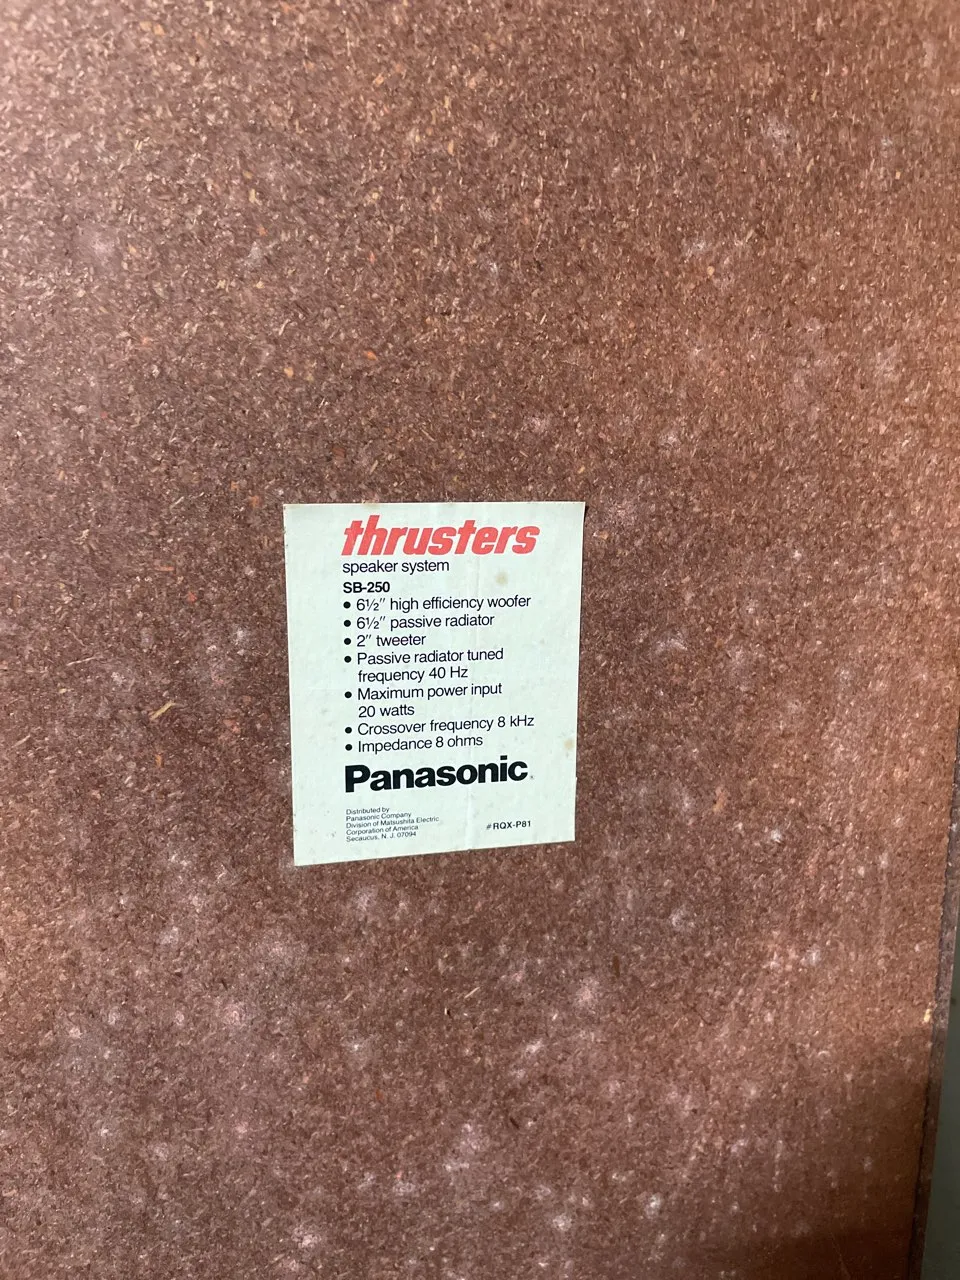 thrusters
speaker system
SB-250
• 6½" high efficiency woofer
• 6½" passive radiator
• 2" tweeter
• Passive radiator tuned
frequency 40 Hz
• Maximum power input
20 watts
• Crossover frequency 8 kHz
• Impedance 8 ohms
Panasonic
Distributed by
Panasonic Company
Division of Matsushita Electric
Corporation of America
Secaucus, N. J. 07094
#RQX-P81